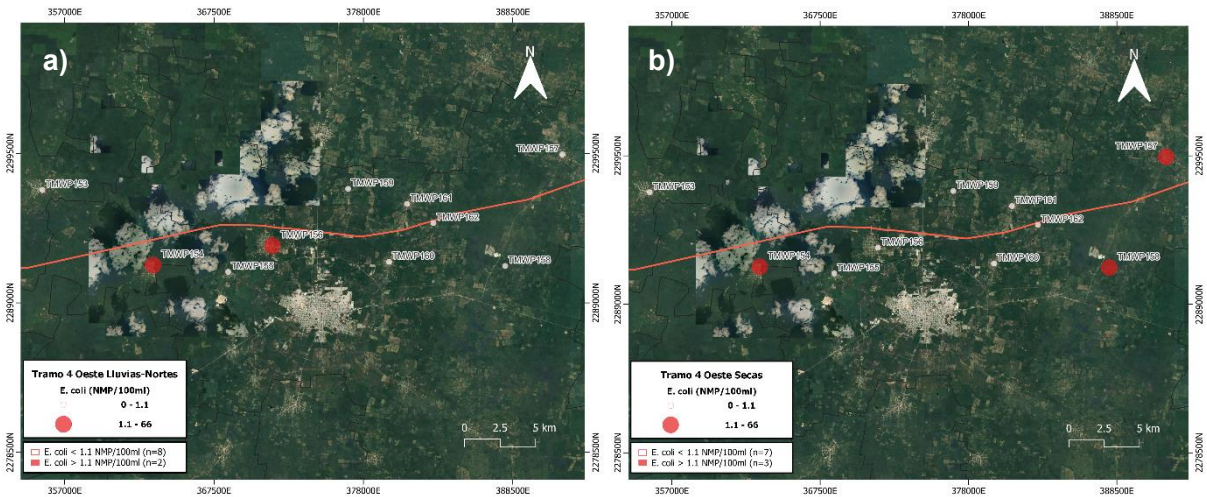 357000E 367500E 378000E 388500E
a)
N
2299500N 2289000N 2278500N
TMWP157
TMWP153
TMWP159
TMWP161
TMWP162
TMWP156
TMWP154
TMWP155
TMWP160
TMWP158
2299500N 2289000N 2278500N
Tramo 4 Oeste Lluvias-Nortes
E. coli (NMP/100ml)
0 - 1.1
1.1 - 66
E. coli < 1.1 NMP/100ml (n=8)
E. coli > 1.1 NMP/100ml (n=2)
0 2.5 5 km
357000E 367500E 378000E 388500E
357000E 367500E 378000E 388500E
b)
N
2299500N 2289000N 2278500N
TMWP157
TMWP153
TMWP159
TMWP161
TMWP162
TMWP156
TMWP154
TMWP155
TMWP160
TMWP158
2299500N 2289000N 2278500N
Tramo 4 Oeste Secas
E. coli (NMP/100ml)
0 - 1.1
1.1 - 66
E. coli < 1.1 NMP/100ml (n=7)
E. coli > 1.1 NMP/100ml (n=3)
0 2.5 5 km
357000E 367500E 378000E 388500E